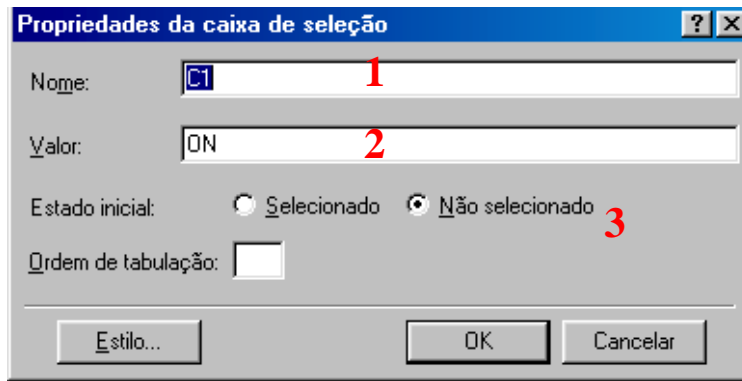 Propriedades da caixa de seleção ? X
Nome: C1 1
Valor: ON 2
Estado inicial: Selecionado Não selecionado 3
Ordem de tabulação:
Estilo... OK Cancelar